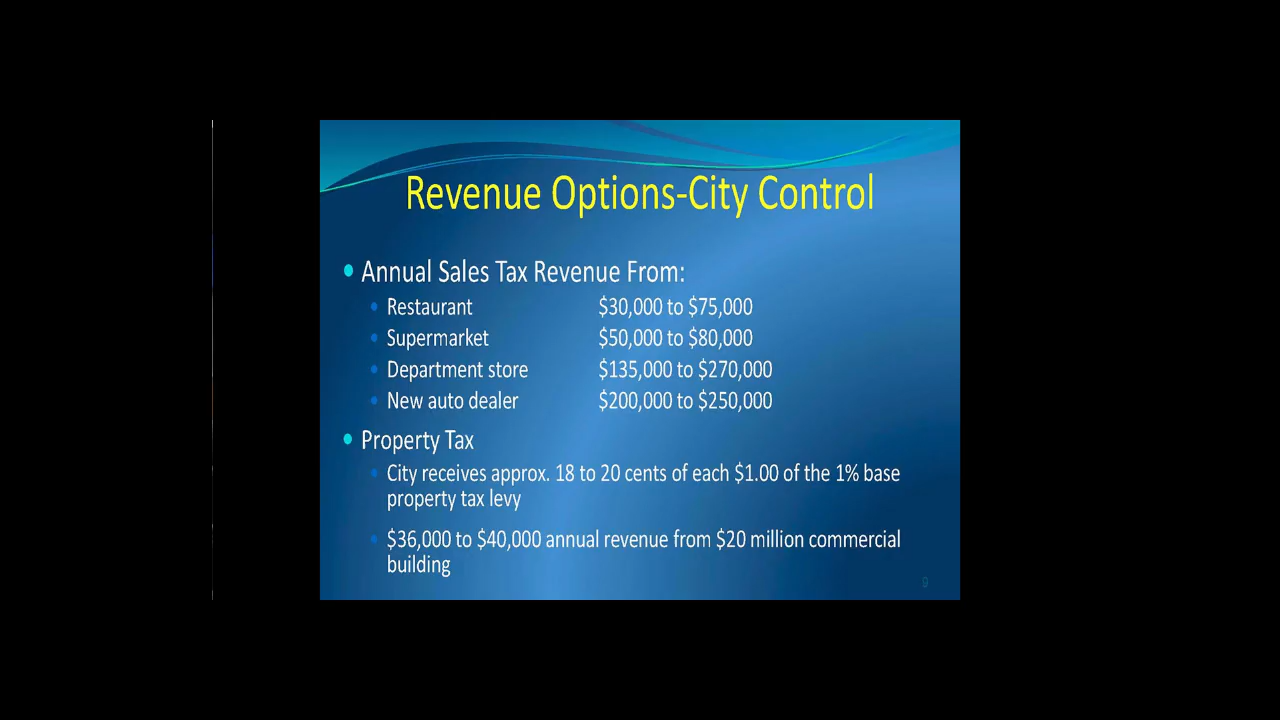 Revenue Options-City Control
Annual Sales Tax Revenue From:
Restaurant $30,000 to $75,000
Supermarket $50,000 to $80,000
Department store $135,000 to $270,000
New auto dealer $200,000 to $250,000
Property Tax
City receives approx. 18 to 20 cents of each $1.00 of the 1% base
property tax levy
$36,000 to $40,000 annual revenue from $20 million commercial
building
9